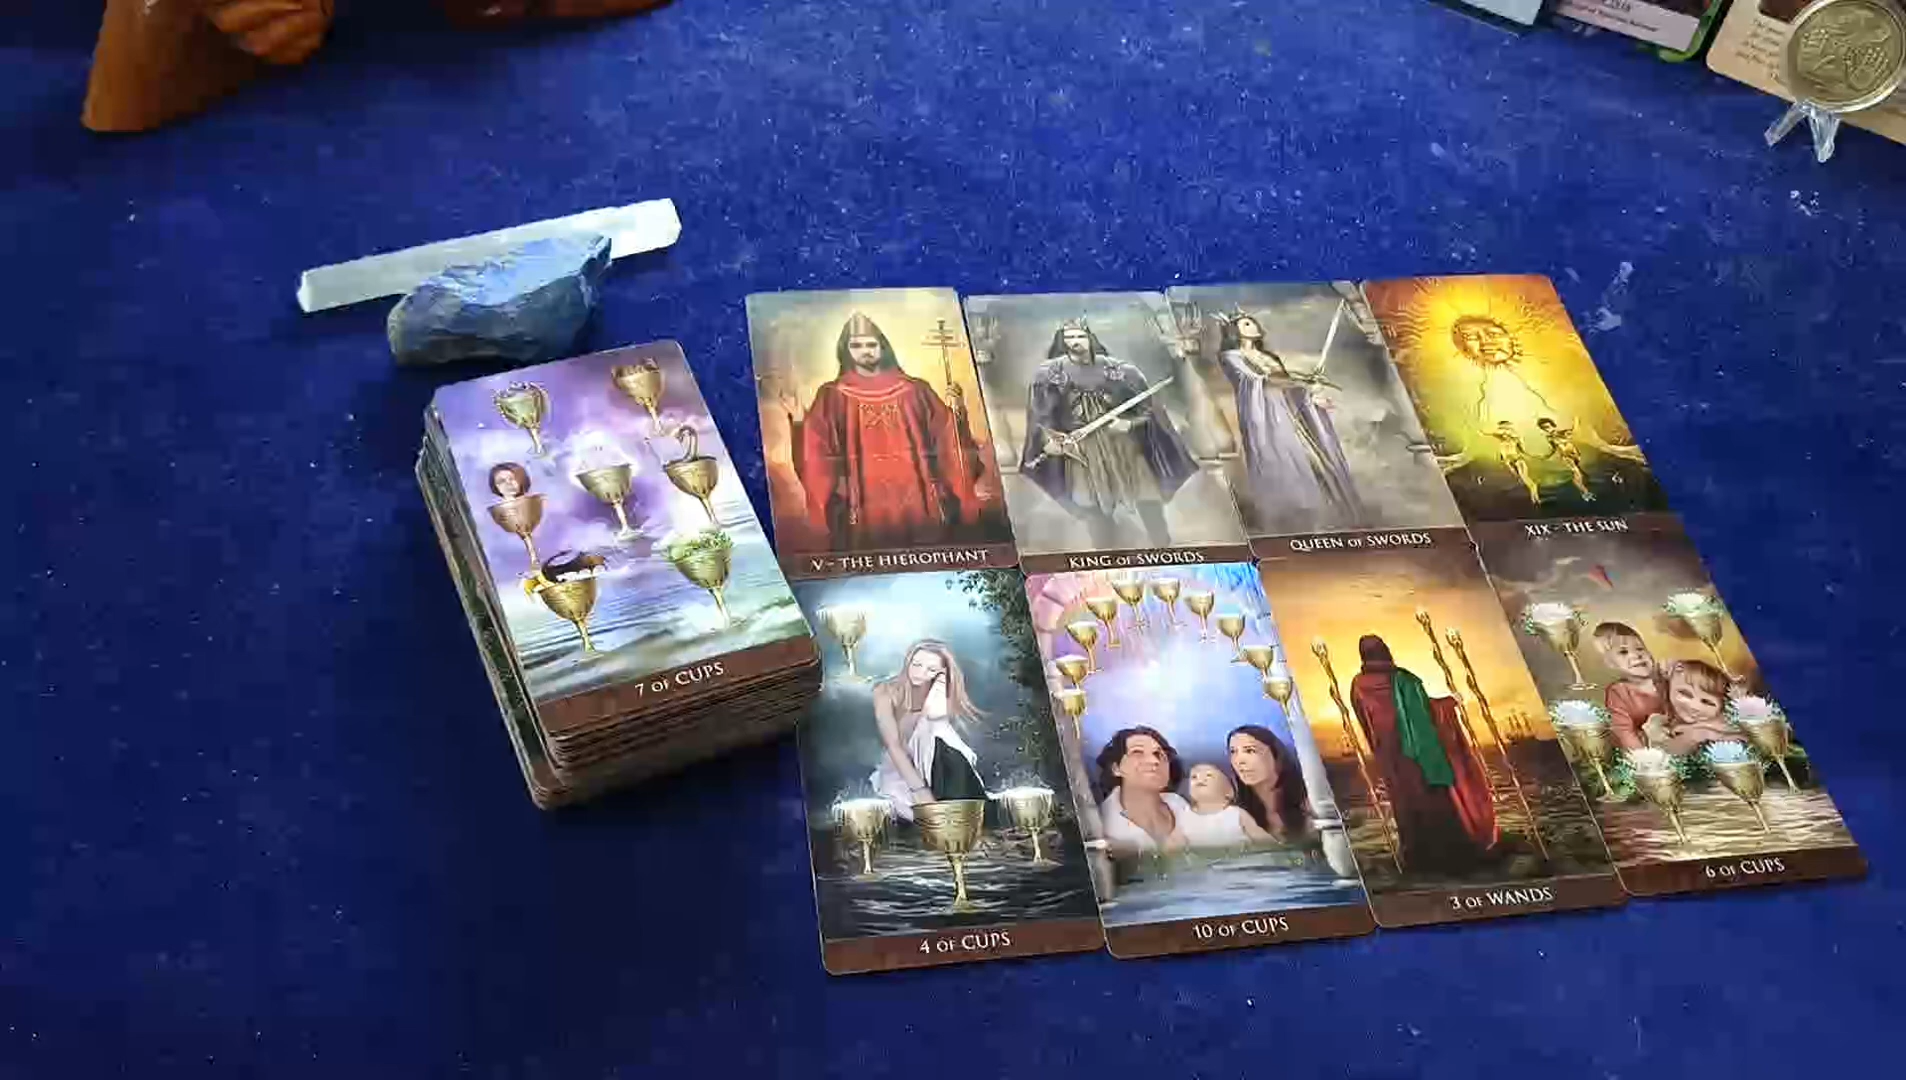 V - THE HIEROPHANT
KING OF SWORDS
QUEEN OF SWORDS
XIX - THE SUN
7 OF CUPS
4 OF CUPS
10 OF CUPS
3 OF WANDS
6 OF CUPS